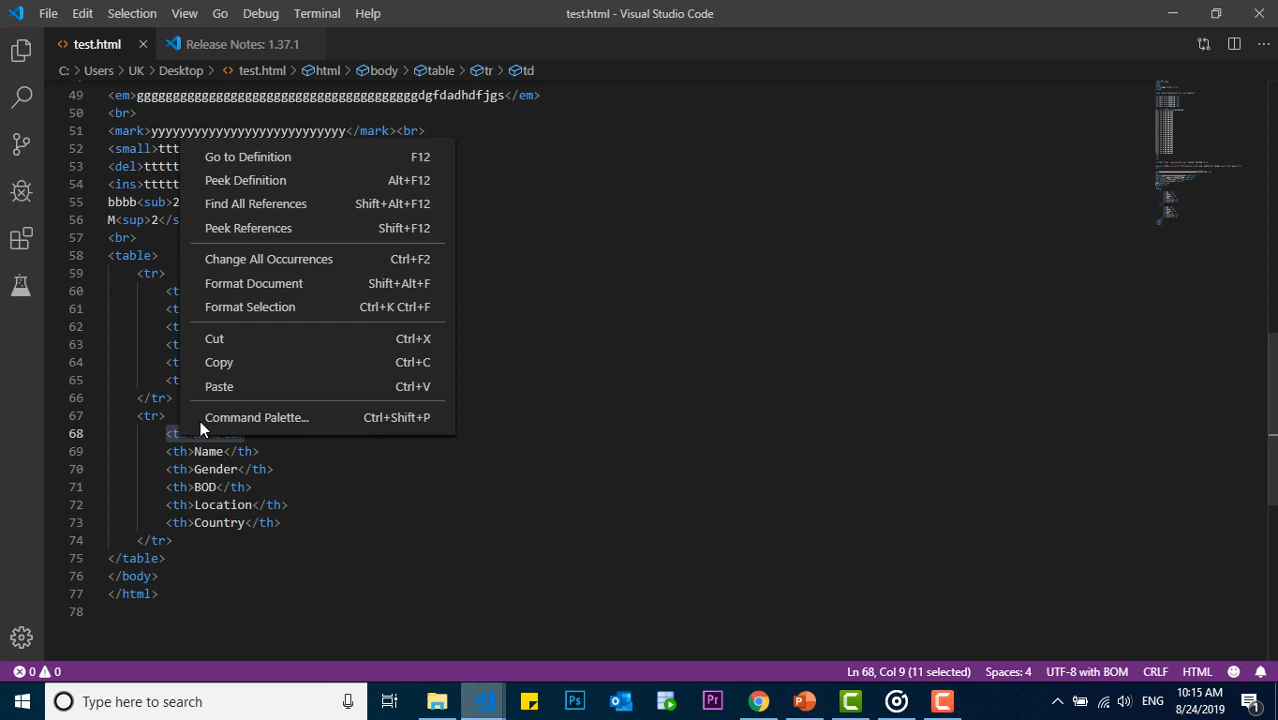 File Edit Selection View Go Debug Terminal Help test.html - Visual Studio Code
test.html Release Notes: 1.37.1
C: > Users > UK > Desktop > test.html > html > body > table > tr > td
49 <em>ggggggggggggggggggggggggggggggggggggggggdgfdadhdfjgs</em>
50 <br>
51 <mark>yyyyyyyyyyyyyyyyyyyyyyyyyyy</mark><br>
52 <small>ttt
53 <del>ttttt
54 <ins>ttttt
55 bbbb<sub>2
56 M<sup>2</s
57 <br>
58 <table>
59 <tr>
60 <t
61 <t
62 <t
63 <t
64 <t
65 <t
66 </tr>
67 <tr>
68 <t
69 <th>Name</th>
70 <th>Gender</th>
71 <th>BOD</th>
72 <th>Location</th>
73 <th>Country</th>
74 </tr>
75 </table>
76 </body>
77 </html>
78
Go to Definition F12
Peek Definition Alt+F12
Find All References Shift+Alt+F12
Peek References Shift+F12
Change All Occurrences Ctrl+F2
Format Document Shift+Alt+F
Format Selection Ctrl+K Ctrl+F
Cut Ctrl+X
Copy Ctrl+C
Paste Ctrl+V
Command Palette... Ctrl+Shift+P
0 0 Ln 68, Col 9 (11 selected) Spaces: 4 UTF-8 with BOM CRLF HTML
Type here to search ENG 10:15 AM
8/24/2019